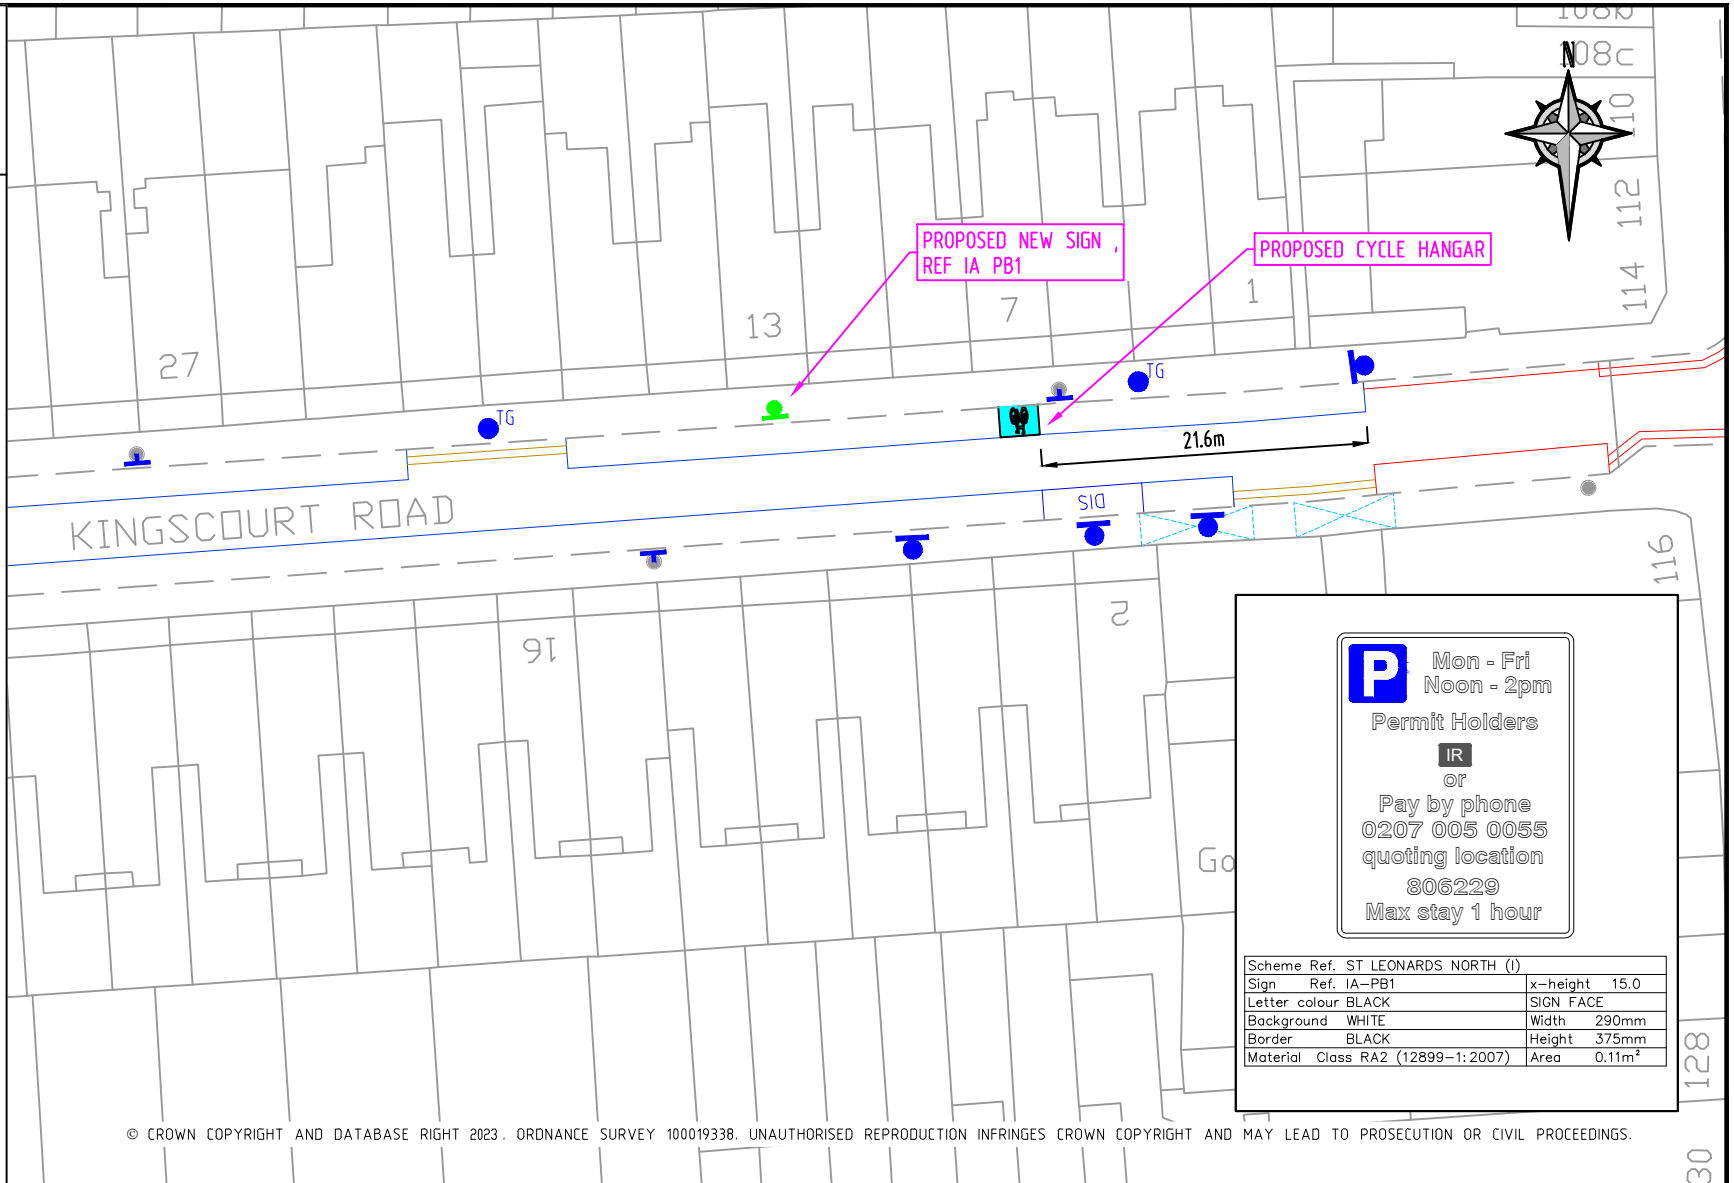 108b
108c
N
110
112
114
PROPOSED NEW SIGN ,
REF IA PB1
PROPOSED CYCLE HANGAR
1
7
13
27
TG
TG
21.6m
KINGSCOURT ROAD
DIS
116
2
16
P
Mon - Fri
Noon - 2pm
Permit Holders
IR
or
Pay by phone
0207 005 0055
quoting location
806229
Max stay 1 hour
Go
Scheme Ref. ST LEONARDS NORTH (I)
Sign Ref. IA-PB1 x-height 15.0
Letter colour BLACK SIGN FACE
Background WHITE Width 290mm
Border BLACK Height 375mm
Material Class RA2 (12899-1:2007) Area 0.11m²
128
© CROWN COPYRIGHT AND DATABASE RIGHT 2023. ORDNANCE SURVEY 100019338. UNAUTHORISED REPRODUCTION INFRINGES CROWN COPYRIGHT AND MAY LEAD TO PROSECUTION OR CIVIL PROCEEDINGS.
30